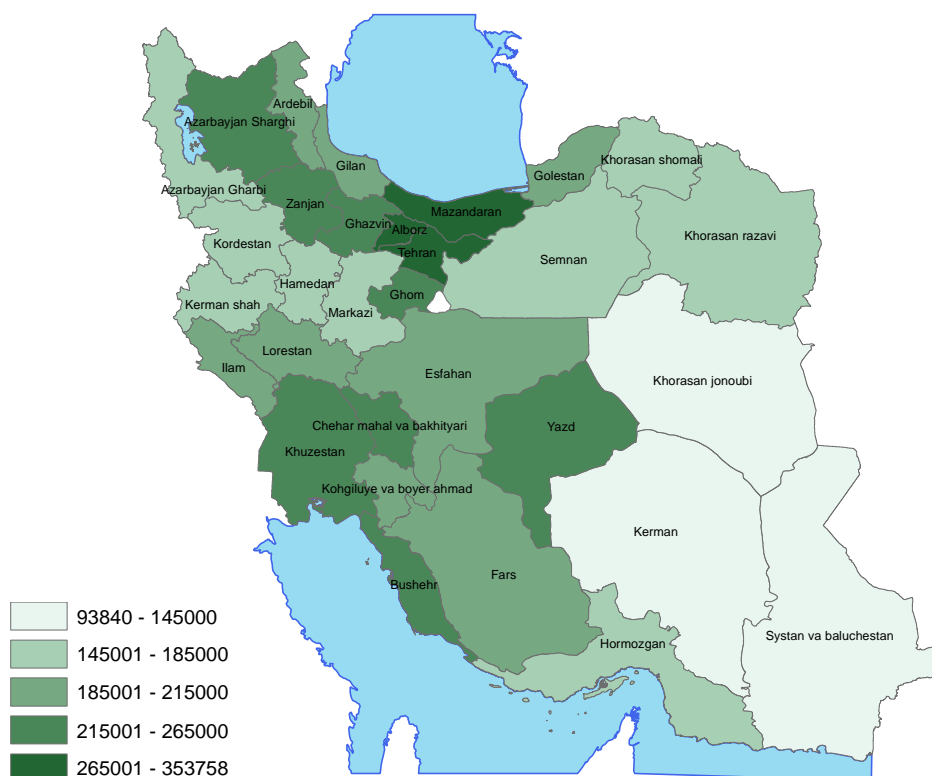 Ardebil
Azarbayjan Sharghi
Khorasan shomali
Gilan
Golestan
Azarbayjan Gharbi
Zanjan
Mazandaran
Ghazvin
Alborz
Khorasan razavi
Kordestan
Tehran
Semnan
Hamedan
Ghom
Kerman shah
Markazi
Lorestan
Ilam
Esfahan
Khorasan jonoubi
Chehar mahal va bakhityari
Yazd
Khuzestan
Kohgiluye va boyer ahmad
Kerman
Fars
Bushehr
Systan va baluchestan
Hormozgan
93840 - 145000
145001 - 185000
185001 - 215000
215001 - 265000
265001 - 353758